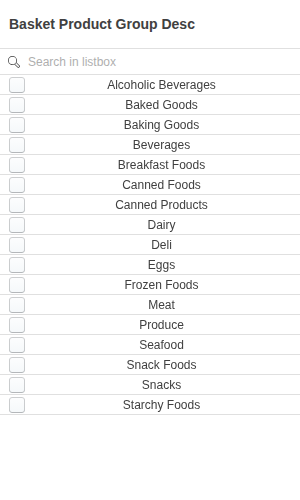 Basket Product Group Desc
Search in listbox
Alcoholic Beverages
Baked Goods
Baking Goods
Beverages
Breakfast Foods
Canned Foods
Canned Products
Dairy
Deli
Eggs
Frozen Foods
Meat
Produce
Seafood
Snack Foods
Snacks
Starchy Foods